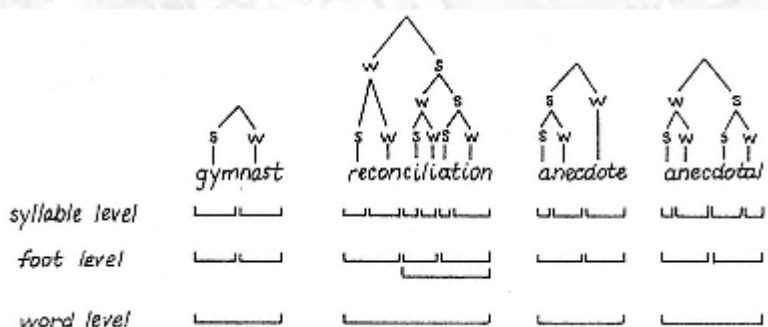 w s
w s s w
s w s w s w s w s w s w s w
gymnast reconciliation anecdote anecdotal
syllable level
foot level
word level